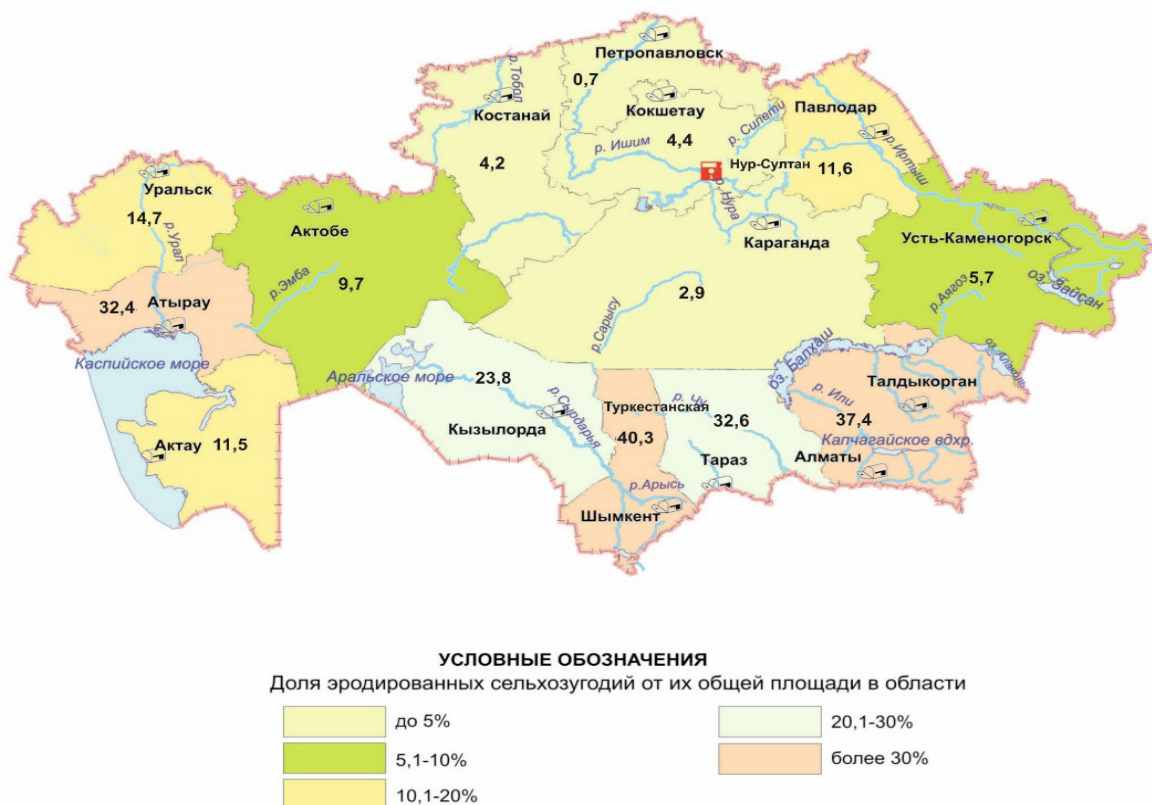 Петропавловск
р.Тобол
0,7
Костанай
Кокшетау
Павлодар
р. Силети
р. Ишим
4,4
Нур-Султан
р.Иртыш
4,2
11,6
Уральск
14,7
р.Урал
Актобе
р. Нура
Караганда
Усть-Каменогорск
оз. Зайсан
р.Эмба
9,7
2,9
5,7
р.Аягоз
32,4
Атырау
р.Сарысу
Каспийское море
Аральское море
23,8
оз. Балхаш
оз. Алаколь
Талдыкорган
р. Или
р.Сырдарья
Туркестанская
р. Чу
32,6
37,4
Кызылорда
40,3
Капчагайское вдхр.
Актау
11,5
Тараз
Алматы
р.Арысь
Шымкент
УСЛОВНЫЕ ОБОЗНАЧЕНИЯ
Доля эродированных сельхозугодий от их общей площади в области
до 5%
5,1-10%
10,1-20%
20,1-30%
более 30%